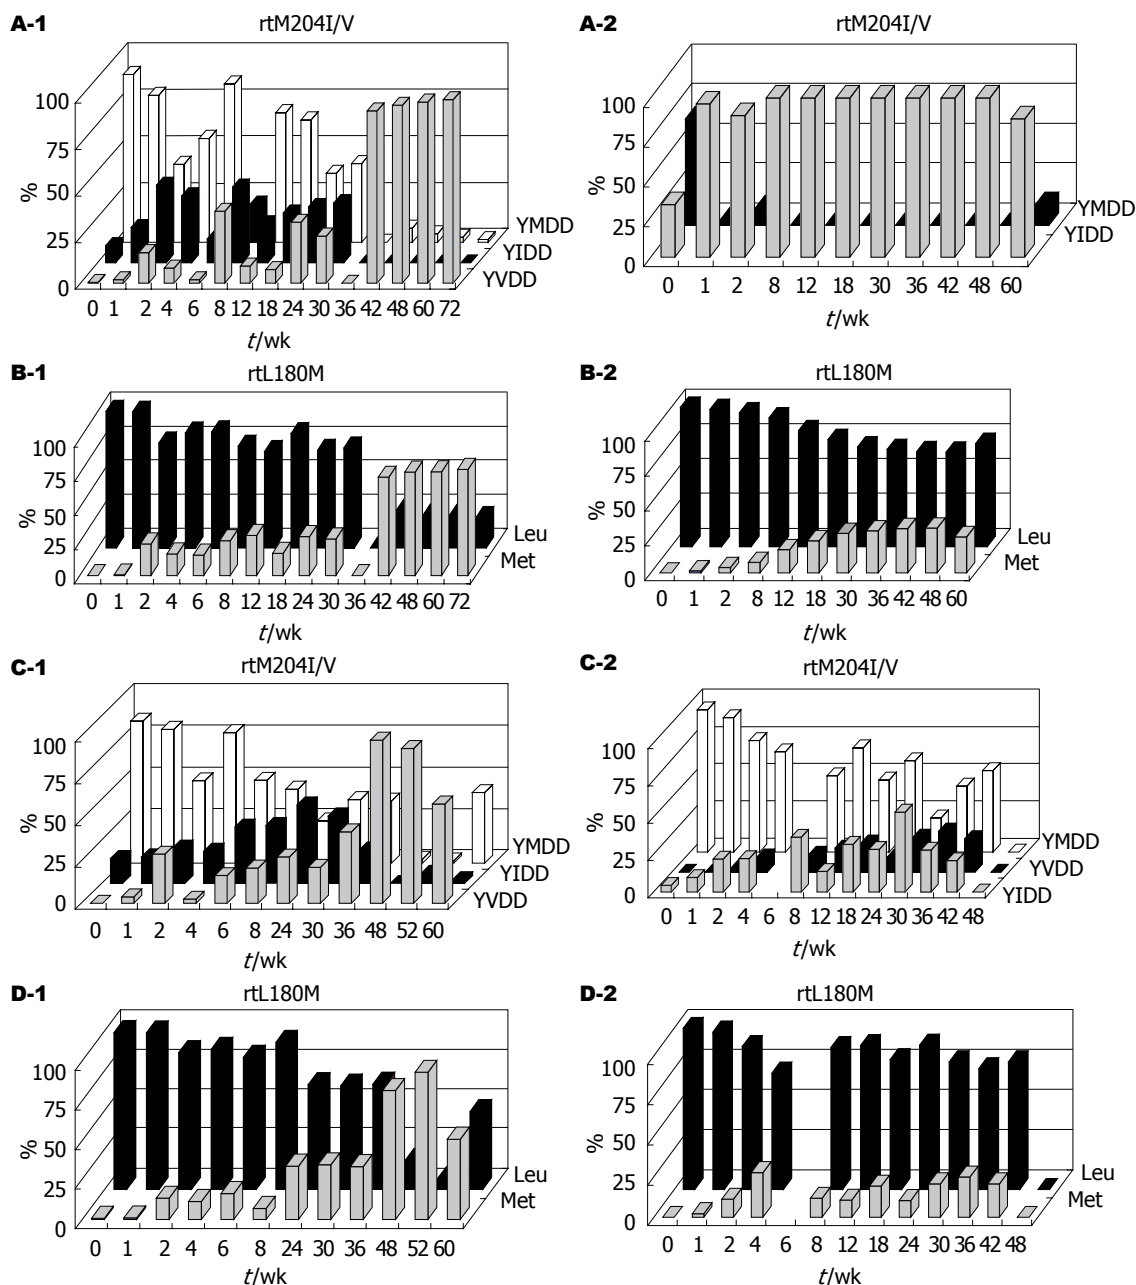 A-1
rtM204I/V
100
75
50
25
0
%
YMDD
YIDD
YVDD
0 1 2 4 6 8 12 18 24 30 36 42 48 60 72
t/wk
A-2
rtM204I/V
100
75
50
25
0
%
YMDD
YIDD
0 1 2 8 12 18 30 36 42 48 60
t/wk
B-1
rtL180M
100
75
50
25
0
%
Leu
Met
0 1 2 4 6 8 12 18 24 30 36 42 48 60 72
t/wk
B-2
rtL180M
100
75
50
25
0
%
Leu
Met
0 1 2 8 12 18 30 36 42 48 60
t/wk
C-1
rtM204I/V
100
75
50
25
0
%
YMDD
YIDD
YVDD
0 1 2 4 6 8 24 30 36 48 52 60
t/wk
C-2
rtM204I/V
100
75
50
25
0
%
YMDD
YVDD
YIDD
0 1 2 4 6 8 12 18 24 30 36 42 48
t/wk
D-1
rtL180M
100
75
50
25
0
%
Leu
Met
0 1 2 4 6 8 24 30 36 48 52 60
t/wk
D-2
rtL180M
100
75
50
25
0
%
Leu
Met
0 1 2 4 6 8 12 18 24 30 36 42 48
t/wk